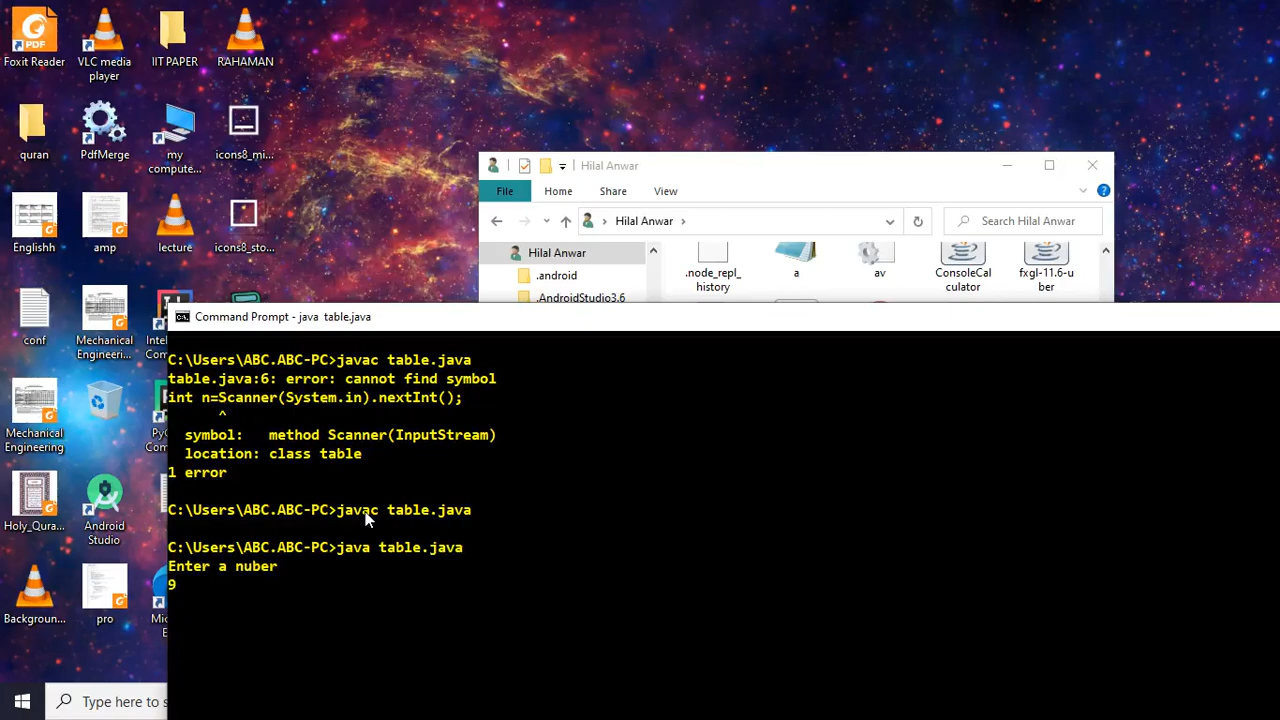 Foxit Reader
VLC media
player
IIT PAPER
RAHAMAN
quran
PdfMerge
my
compute...
icons8_mi...
Englishh
amp
lecture
icons8_sto...
conf
Mechanical
Engineeri...
Mechanical
Engineering
Holy_Qura...
Android
Studio
Backgroun...
pro
Hilal Anwar
File
Home
Share
View
Hilal Anwar
Search Hilal Anwar
Hilal Anwar
.android
.AndroidStudio3.6
.node_repl_
history
a
av
ConsoleCal
culator
fxgl-11.6-u
ber
Command Prompt - java table.java
C:\Users\ABC.ABC-PC>javac table.java
table.java:6: error: cannot find symbol
int n=Scanner(System.in).nextInt();
^
symbol: method Scanner(InputStream)
location: class table
1 error
C:\Users\ABC.ABC-PC>javac table.java
C:\Users\ABC.ABC-PC>java table.java
Enter a nuber
9
Type here to s